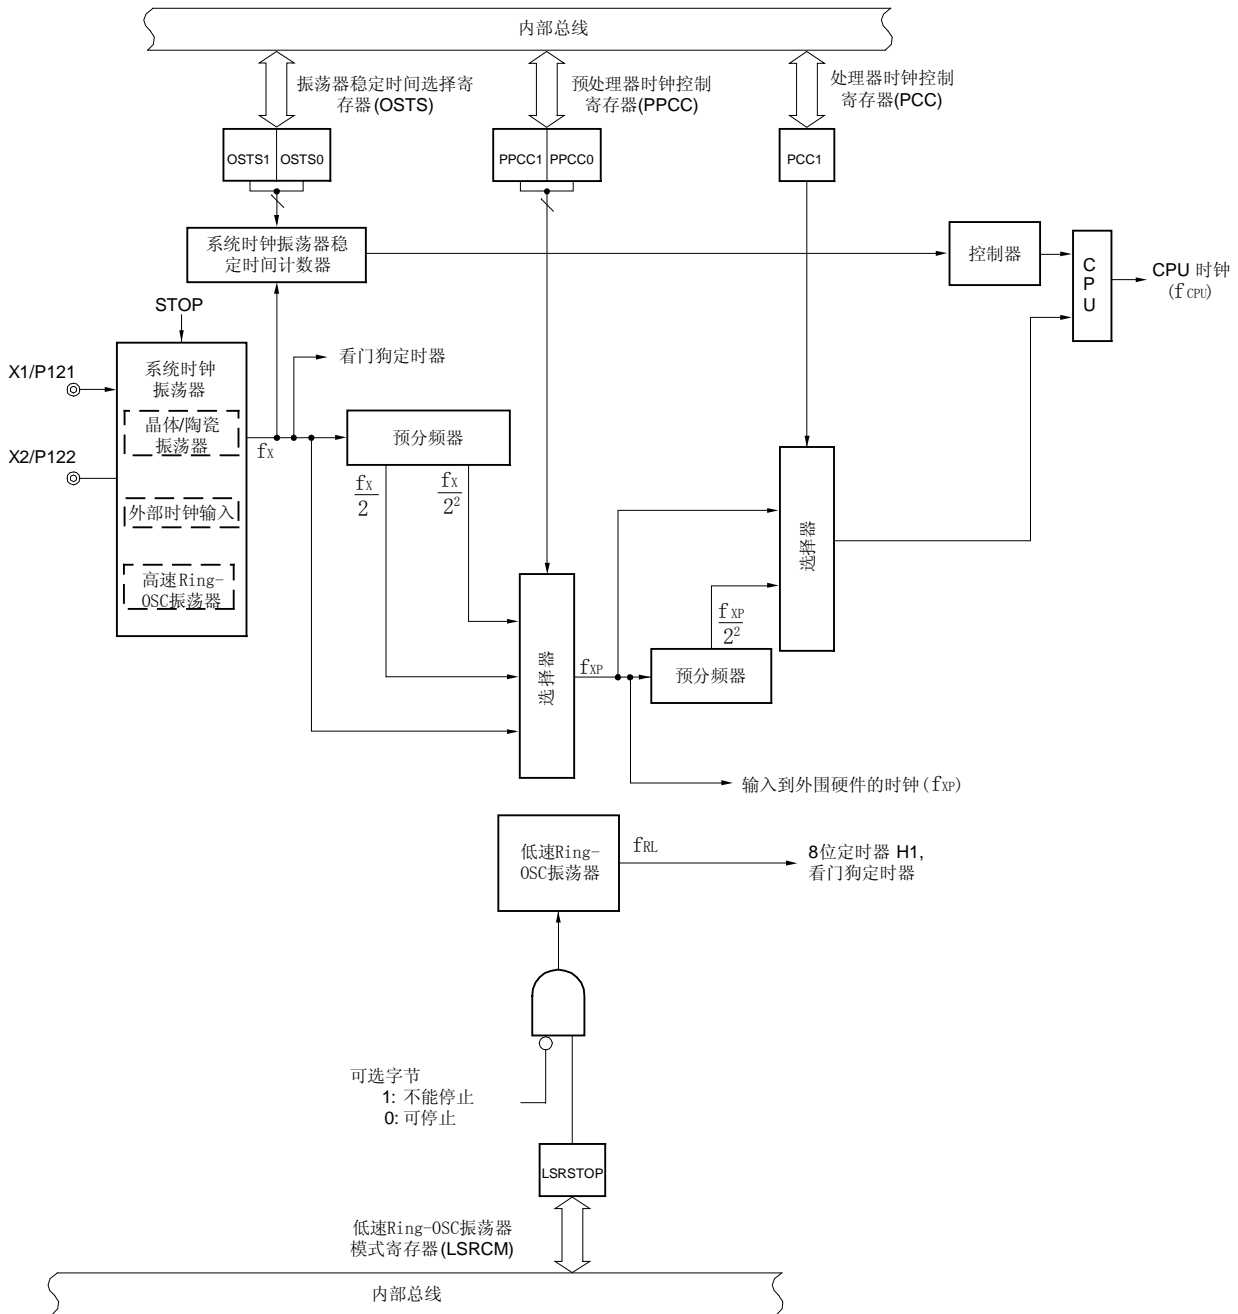 内部总线
振荡器稳定时间选择寄
存器(OSTS)
预处理器时钟控制
寄存器(PPCC)
处理器时钟控制
寄存器(PCC)
OSTS1
OSTS0
PPCC1
PPCC0
PCC1
系统时钟振荡器稳
定时间计数器
控制器
C
P
U
CPU 时钟
(f CPU)
STOP
X1/P121
X2/P122
系统时钟
振荡器
晶体/陶瓷
振荡器
外部时钟输入
高速Ring-
OSC振荡器
看门狗定时器
fX
预分频器
fX
2
fX
2²
选择器
fXP
选择器
fXP
2²
预分频器
输入到外围硬件的时钟(fXP)
低速Ring-
OSC振荡器
fRL
8位定时器 H1,
看门狗定时器
可选字节
1: 不能停止
0: 可停止
LSRSTOP
低速Ring-OSC振荡器
模式寄存器(LSRCM)
内部总线